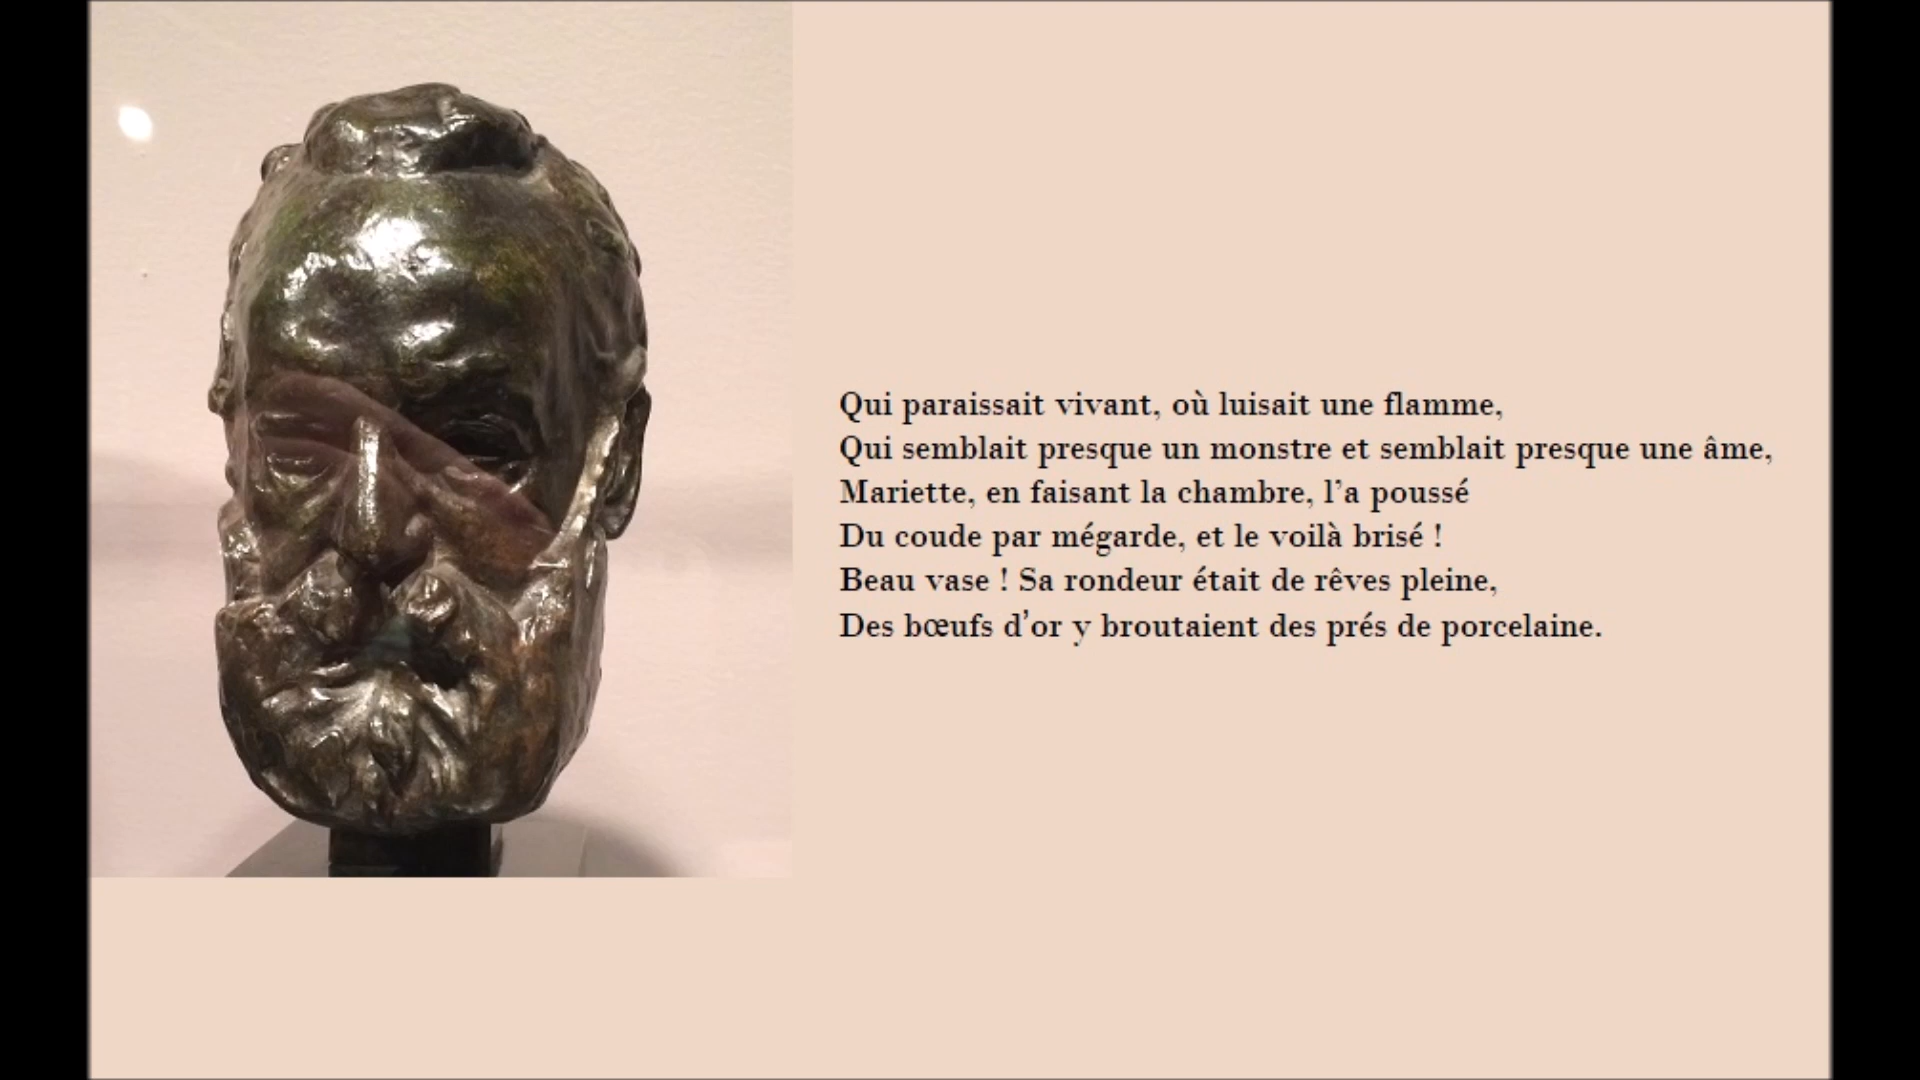 Qui paraissait vivant, où luisait une flamme,
Qui semblait presque un monstre et semblait presque une âme,
Mariette, en faisant la chambre, l’a poussé
Du coude par mégarde, et le voilà brisé !
Beau vase ! Sa rondeur était de rêves pleine,
Des bœufs d’or y broutaient des prés de porcelaine.